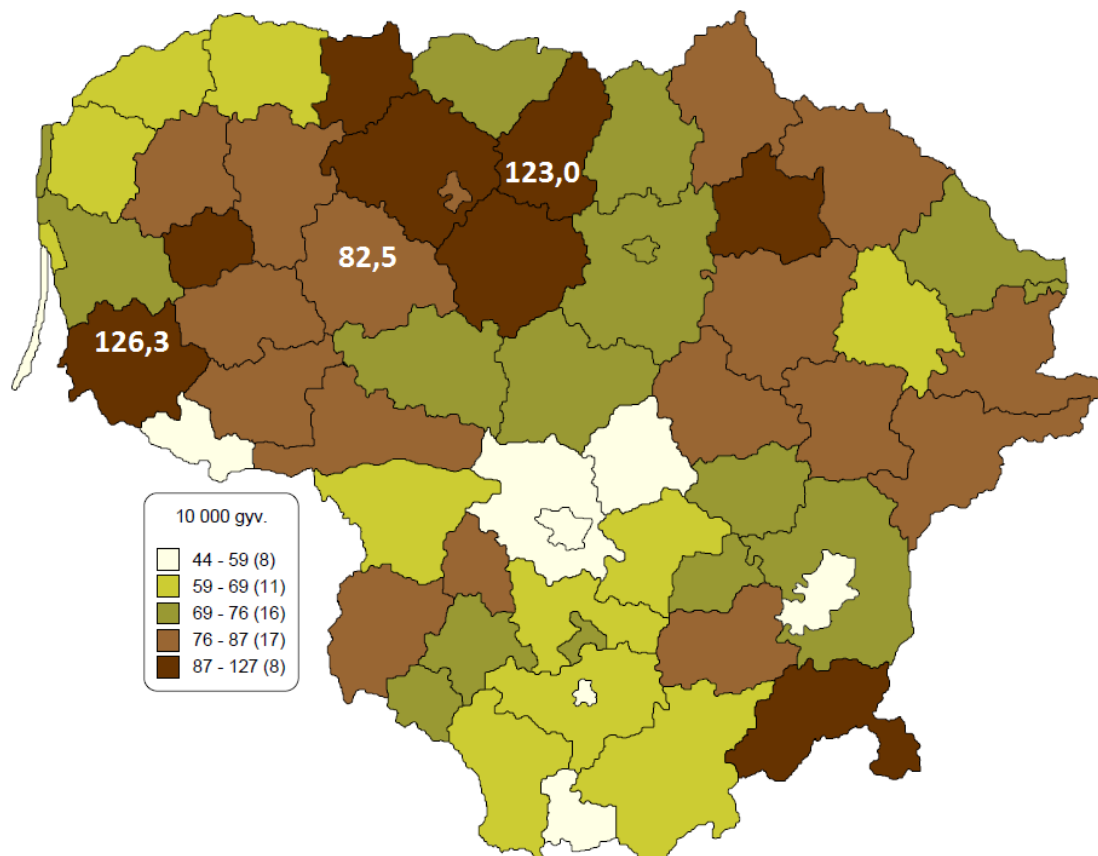 123,0
82,5
126,3
10 000 gyv.
44 - 59 (8)
59 - 69 (11)
69 - 76 (16)
76 - 87 (17)
87 - 127 (8)